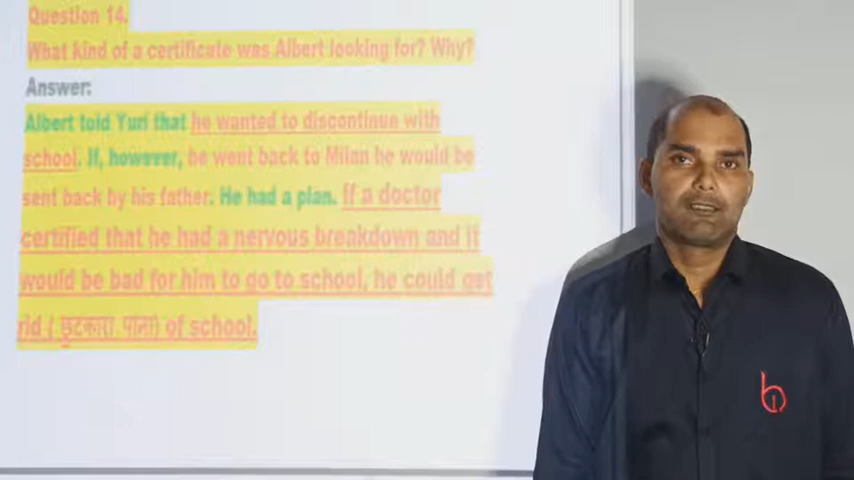 Question 14.
What kind of a certificate was Albert looking for? Why?
Answer:
Albert told Yuri that he wanted to discontinue with
school. If, however, he went back to Milan he would be
sent back by his father. He had a plan. If a doctor
certified that he had a nervous breakdown and it
would be bad for him to go to school, he could get
rid ( छुटकारा पाना) of school.